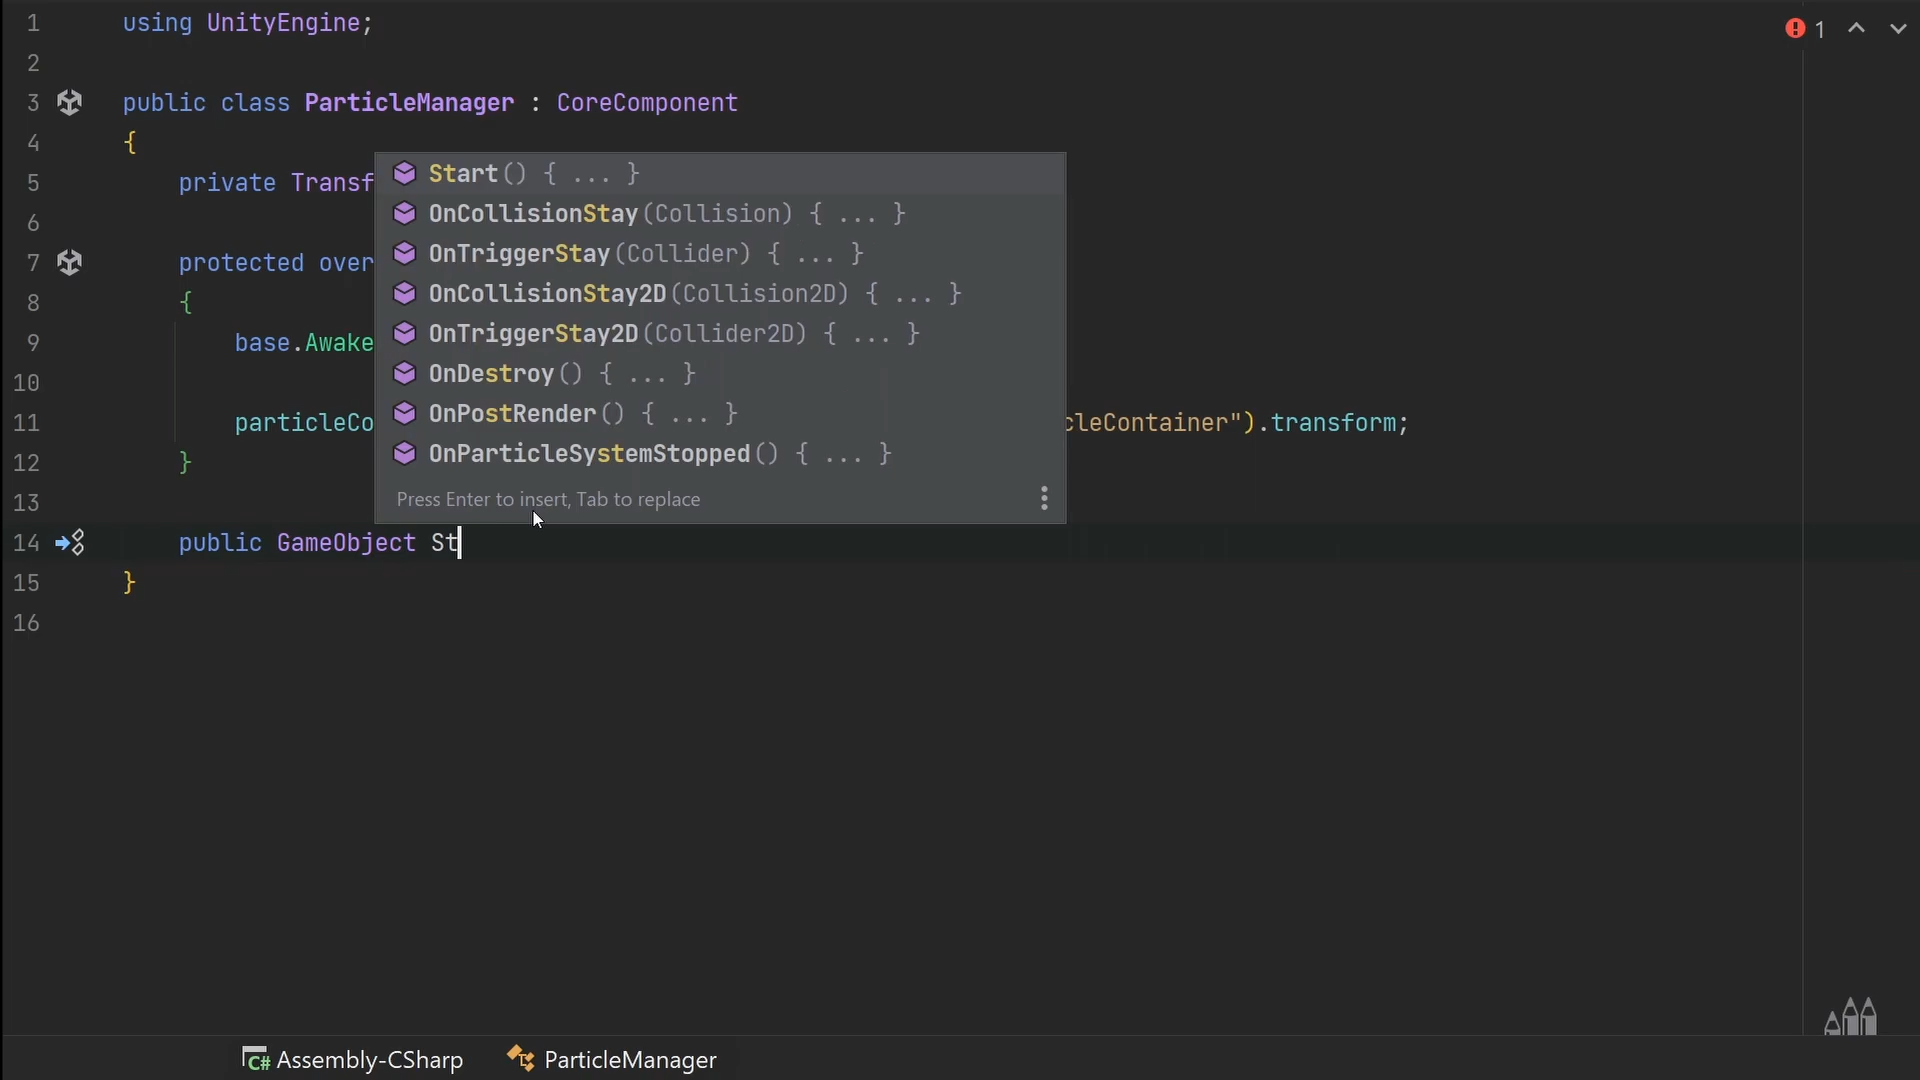 1 using UnityEngine;
2
3 public class ParticleManager : CoreComponent
4 {
5 private Transf
6
7 protected over
8 {
9 base.Awake
10
11 particleCo cleContainer").transform;
12 }
13
14 public GameObject St
15 }
16
Start() { ... }
OnCollisionStay(Collision) { ... }
OnTriggerStay(Collider) { ... }
OnCollisionStay2D(Collision2D) { ... }
OnTriggerStay2D(Collider2D) { ... }
OnDestroy() { ... }
OnPostRender() { ... }
OnParticleSystemStopped() { ... }
Press Enter to insert, Tab to replace
1
C# Assembly-CSharp ParticleManager